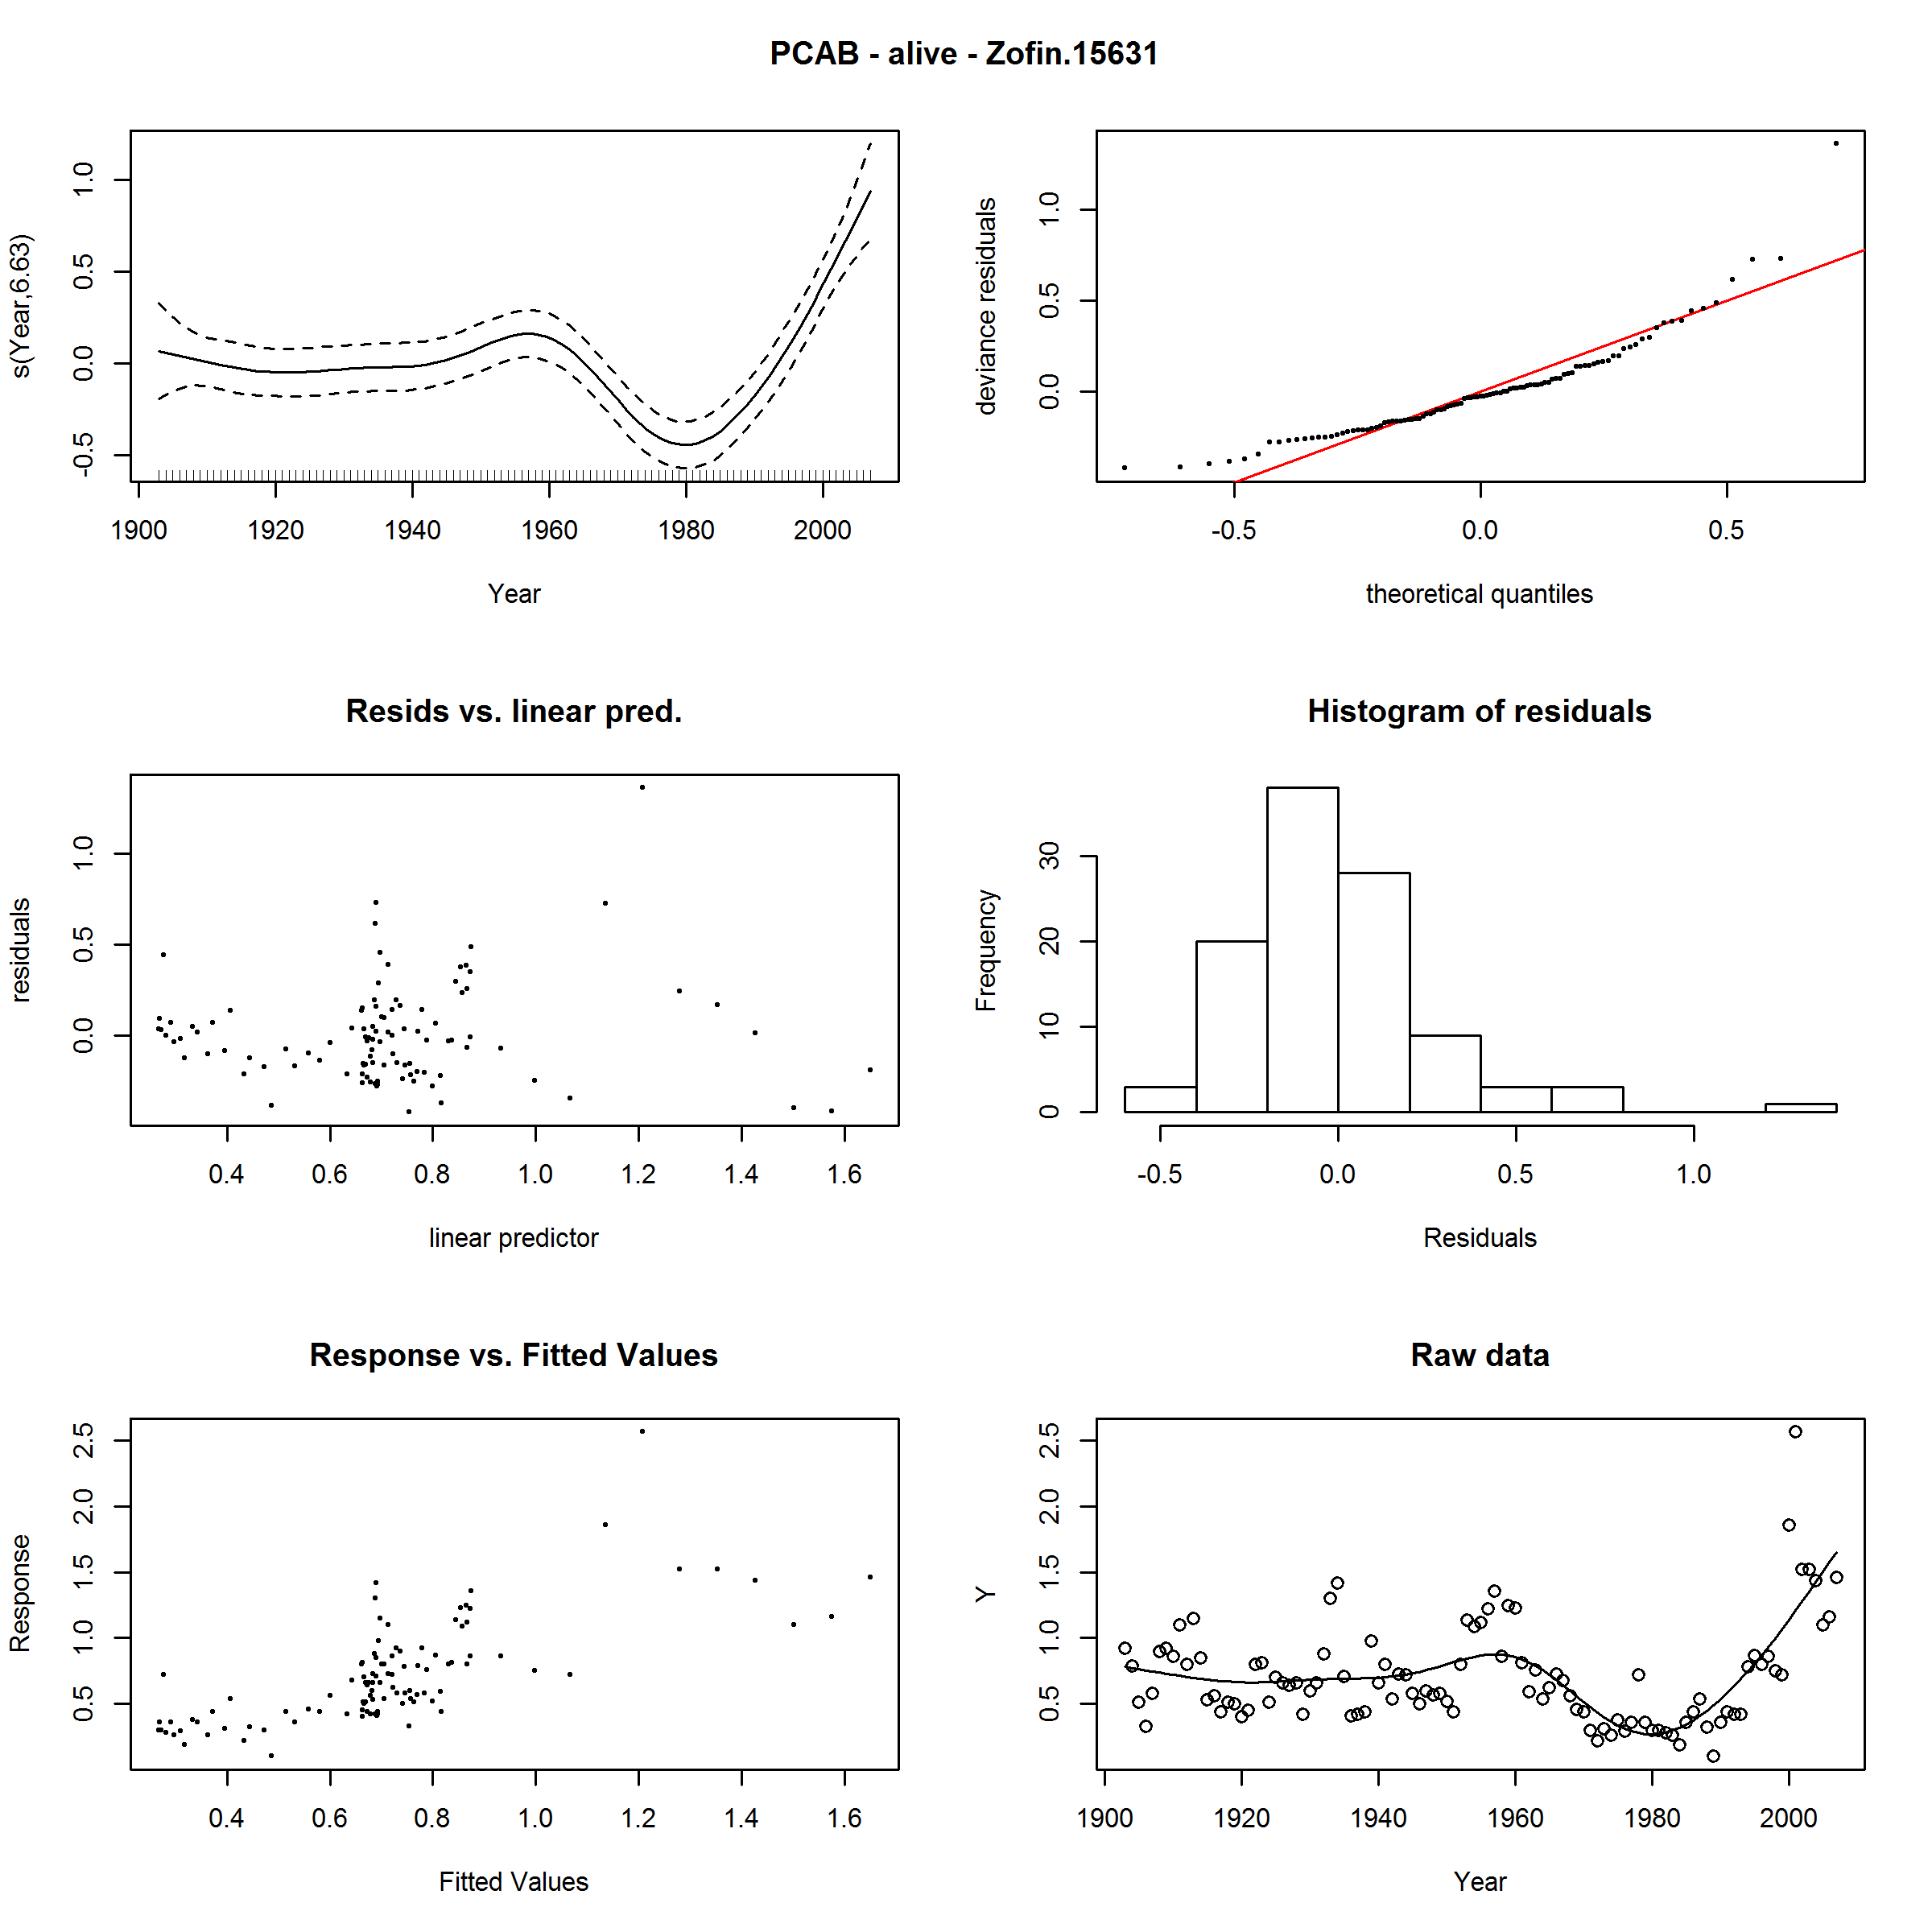 PCAB - alive - Zofin.15631
s(Year,6.63)
-0.5 0.0 0.5 1.0
1900 1920 1940 1960 1980 2000
Year
deviance residuals
0.0 0.5 1.0
-0.5 0.0 0.5
theoretical quantiles
Resids vs. linear pred.
residuals
0.0 0.5 1.0
0.4 0.6 0.8 1.0 1.2 1.4 1.6
linear predictor
Histogram of residuals
Frequency
0 10 20 30
-0.5 0.0 0.5 1.0
Residuals
Response vs. Fitted Values
Response
0.5 1.0 1.5 2.0 2.5
0.4 0.6 0.8 1.0 1.2 1.4 1.6
Fitted Values
Raw data
Y
0.5 1.0 1.5 2.0 2.5
1900 1920 1940 1960 1980 2000
Year